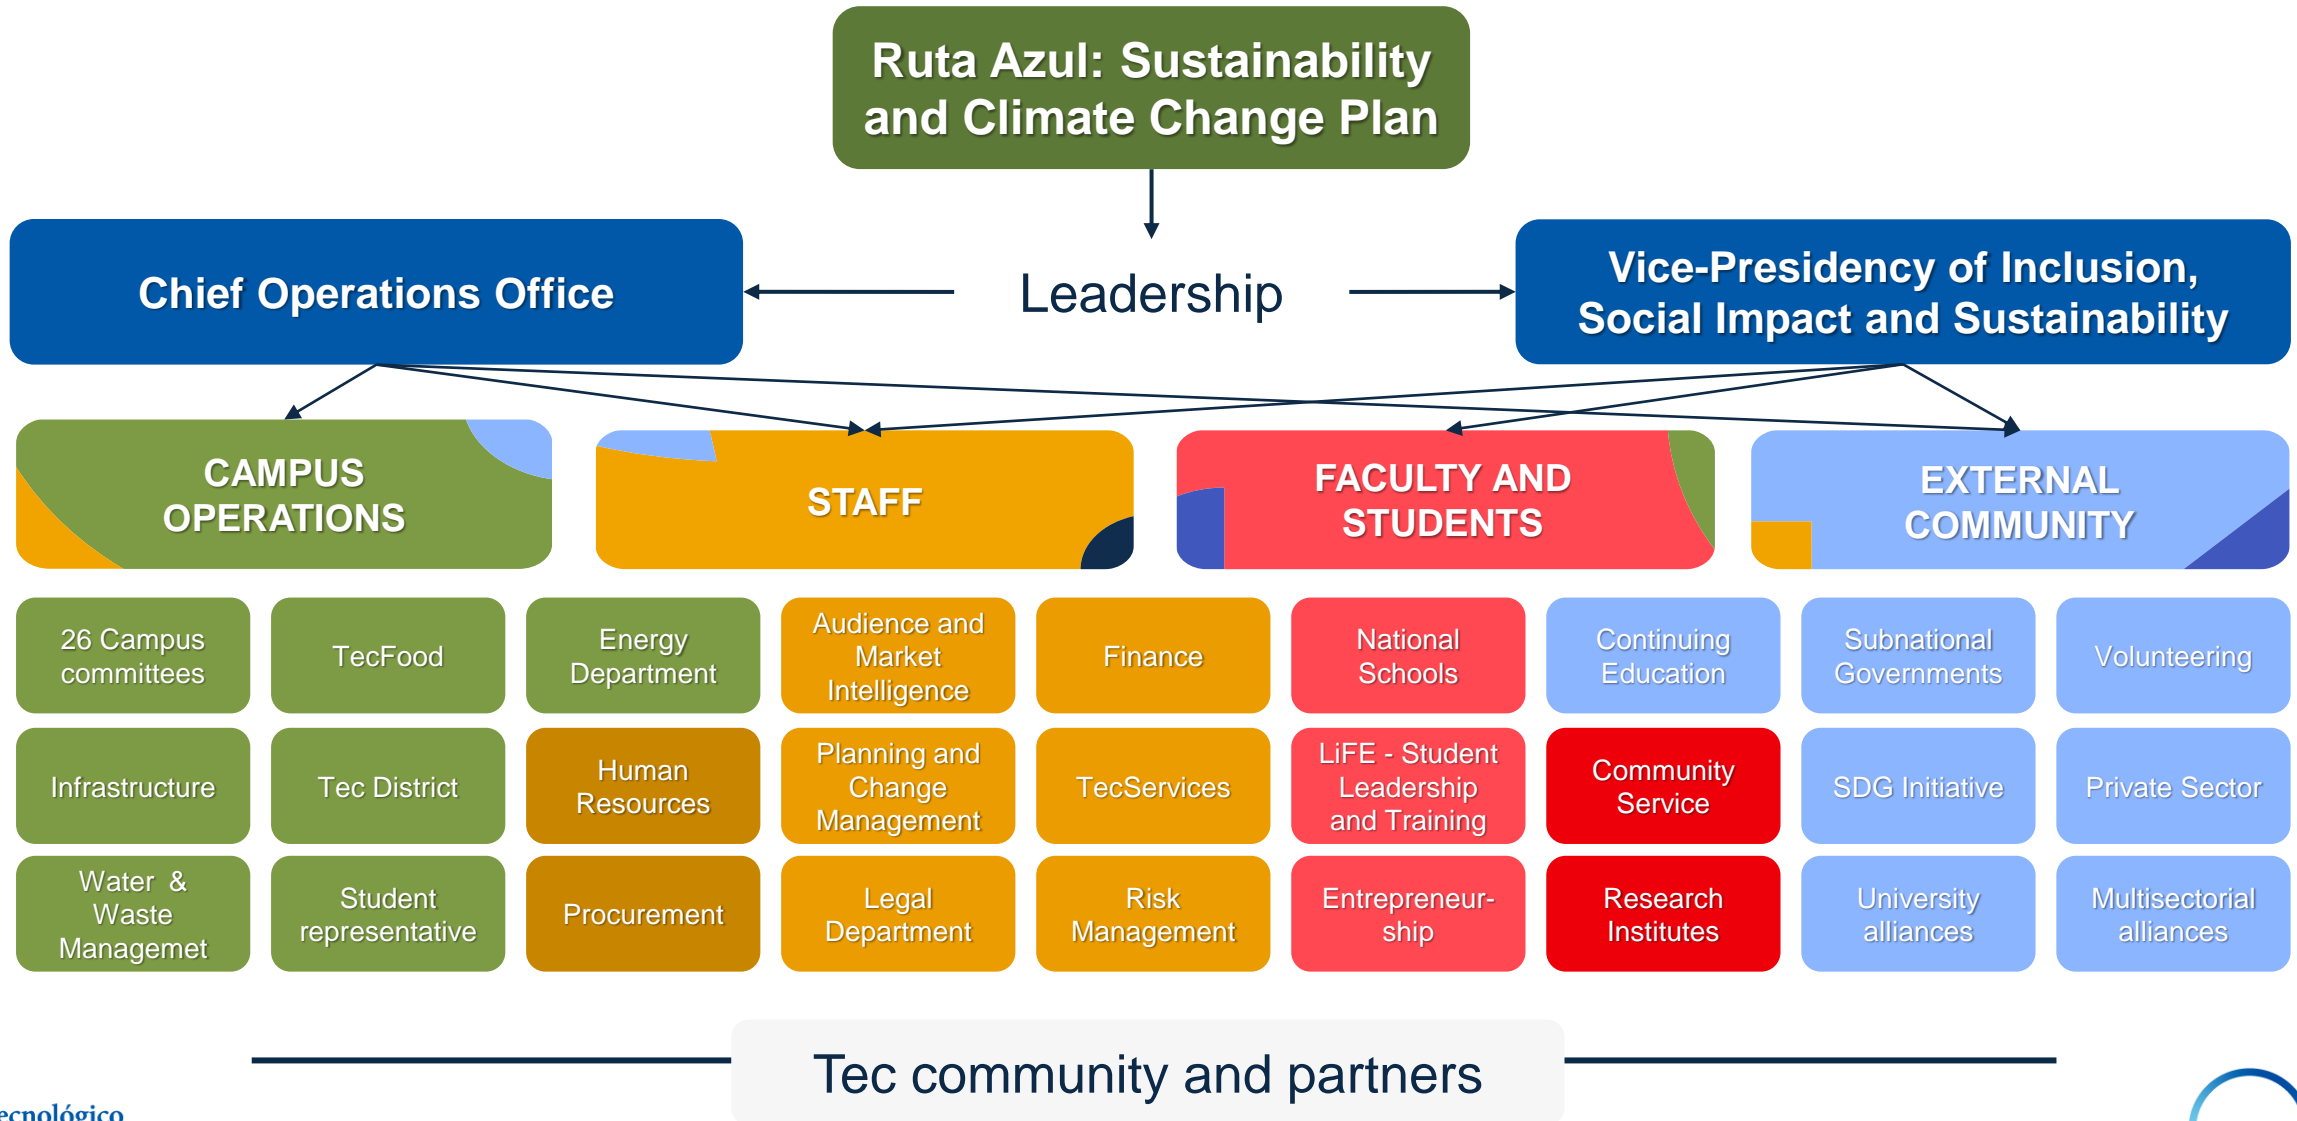 Ruta Azul: Sustainability
and Climate Change Plan
Chief Operations Office
Leadership
Vice-Presidency of Inclusion,
Social Impact and Sustainability
CAMPUS
OPERATIONS
STAFF
FACULTY AND
STUDENTS
EXTERNAL
COMMUNITY
26 Campus
committees
TecFood
Energy
Department
Audience and
Market
Intelligence
Finance
National
Schools
Continuing
Education
Subnational
Governments
Volunteering
Infrastructure
Tec District
Human
Resources
Planning and
Change
Management
TecServices
LiFE - Student
Leadership
and Training
Community
Service
SDG Initiative
Private Sector
Water &
Waste
Managemet
Student
representative
Procurement
Legal
Department
Risk
Management
Entrepreneur-
ship
Research
Institutes
University
alliances
Multisectorial
alliances
Tec community and partners
ecnológico